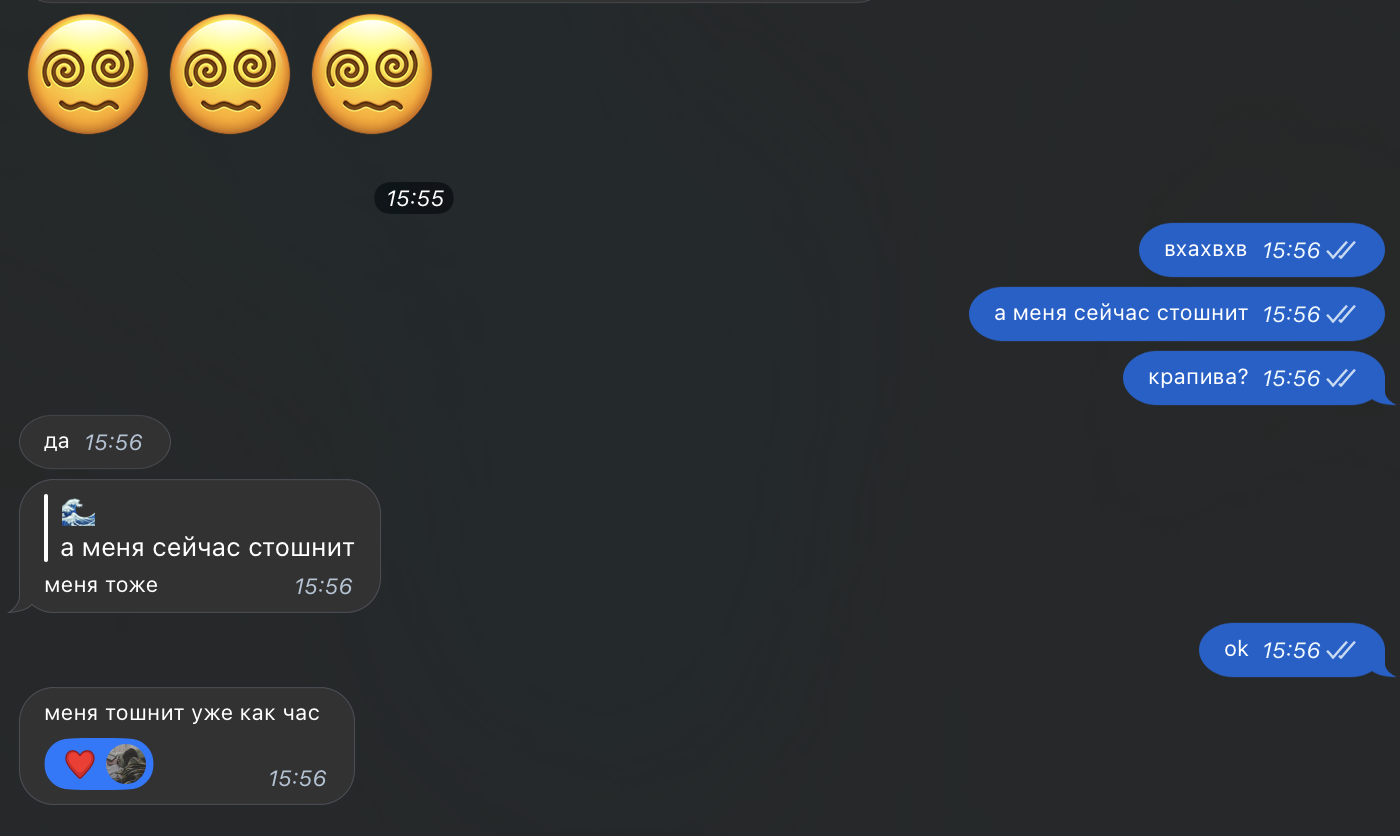 😵‍💫 😵‍💫 😵‍💫
15:55
вхахвхв 15:56
а меня сейчас стошнит 15:56
крапива? 15:56
да 15:56
🌊
а меня сейчас стошнит
меня тоже 15:56
ok 15:56
меня тошнит уже как час
❤️ 15:56